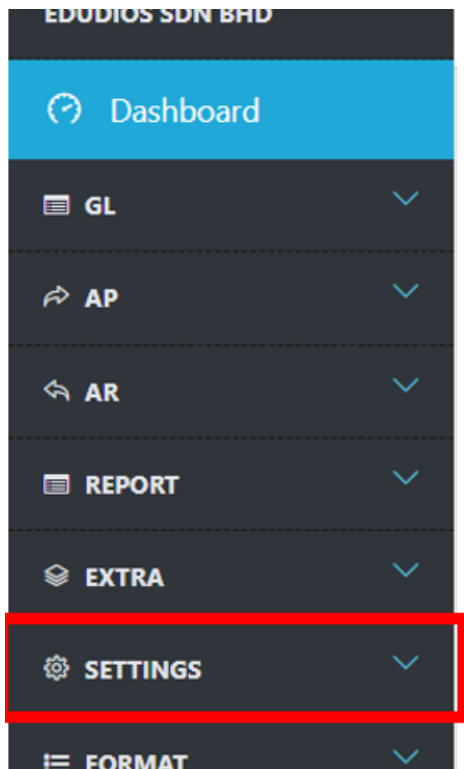 EDUDIOS SDN BHD
Dashboard
GL
AP
AR
REPORT
EXTRA
SETTINGS
FORMAT